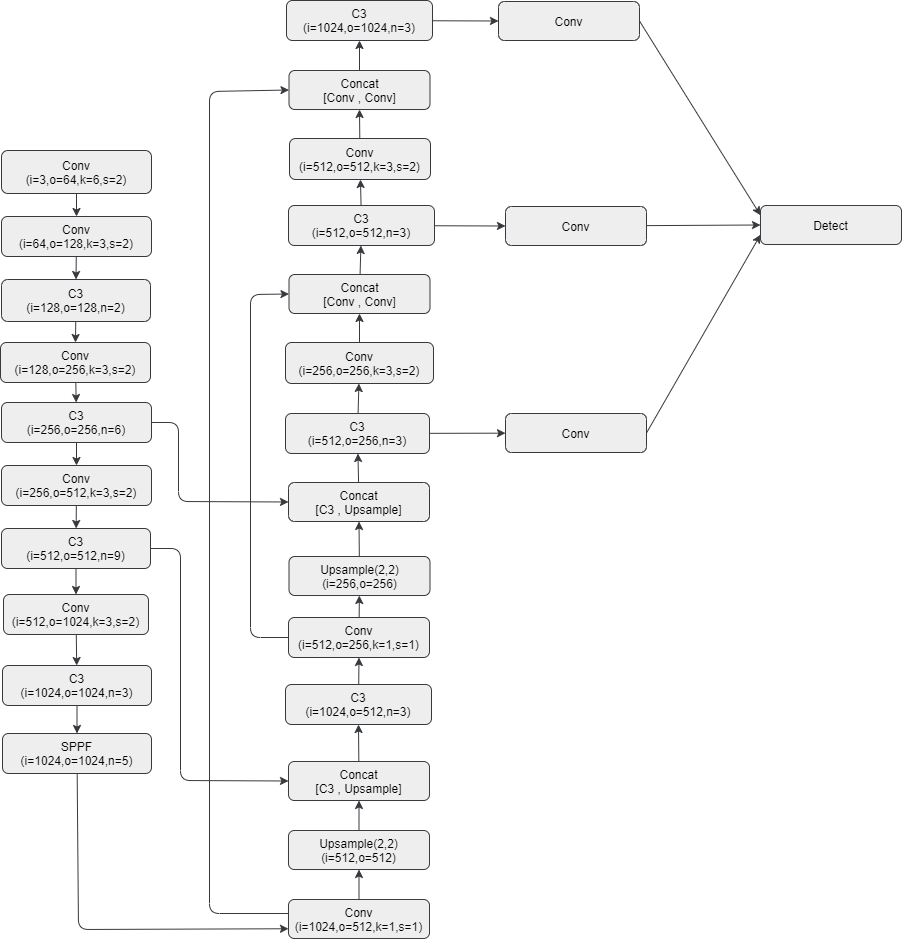 Conv
(i=3,o=64,k=6,s=2)
Conv
(i=64,o=128,k=3,s=2)
C3
(i=128,o=128,n=2)
Conv
(i=128,o=256,k=3,s=2)
C3
(i=256,o=256,n=6)
Conv
(i=256,o=512,k=3,s=2)
C3
(i=512,o=512,n=9)
Conv
(i=512,o=1024,k=3,s=2)
C3
(i=1024,o=1024,n=3)
SPPF
(i=1024,o=1024,n=5)
C3
(i=1024,o=1024,n=3)
Concat
[Conv , Conv]
Conv
(i=512,o=512,k=3,s=2)
C3
(i=512,o=512,n=3)
Concat
[Conv , Conv]
Conv
(i=256,o=256,k=3,s=2)
C3
(i=512,o=256,n=3)
Concat
[C3 , Upsample]
Upsample(2,2)
(i=256,o=256)
Conv
(i=512,o=256,k=1,s=1)
C3
(i=1024,o=512,n=3)
Concat
[C3 , Upsample]
Upsample(2,2)
(i=512,o=512)
Conv
(i=1024,o=512,k=1,s=1)
Conv
Conv
Conv
Detect